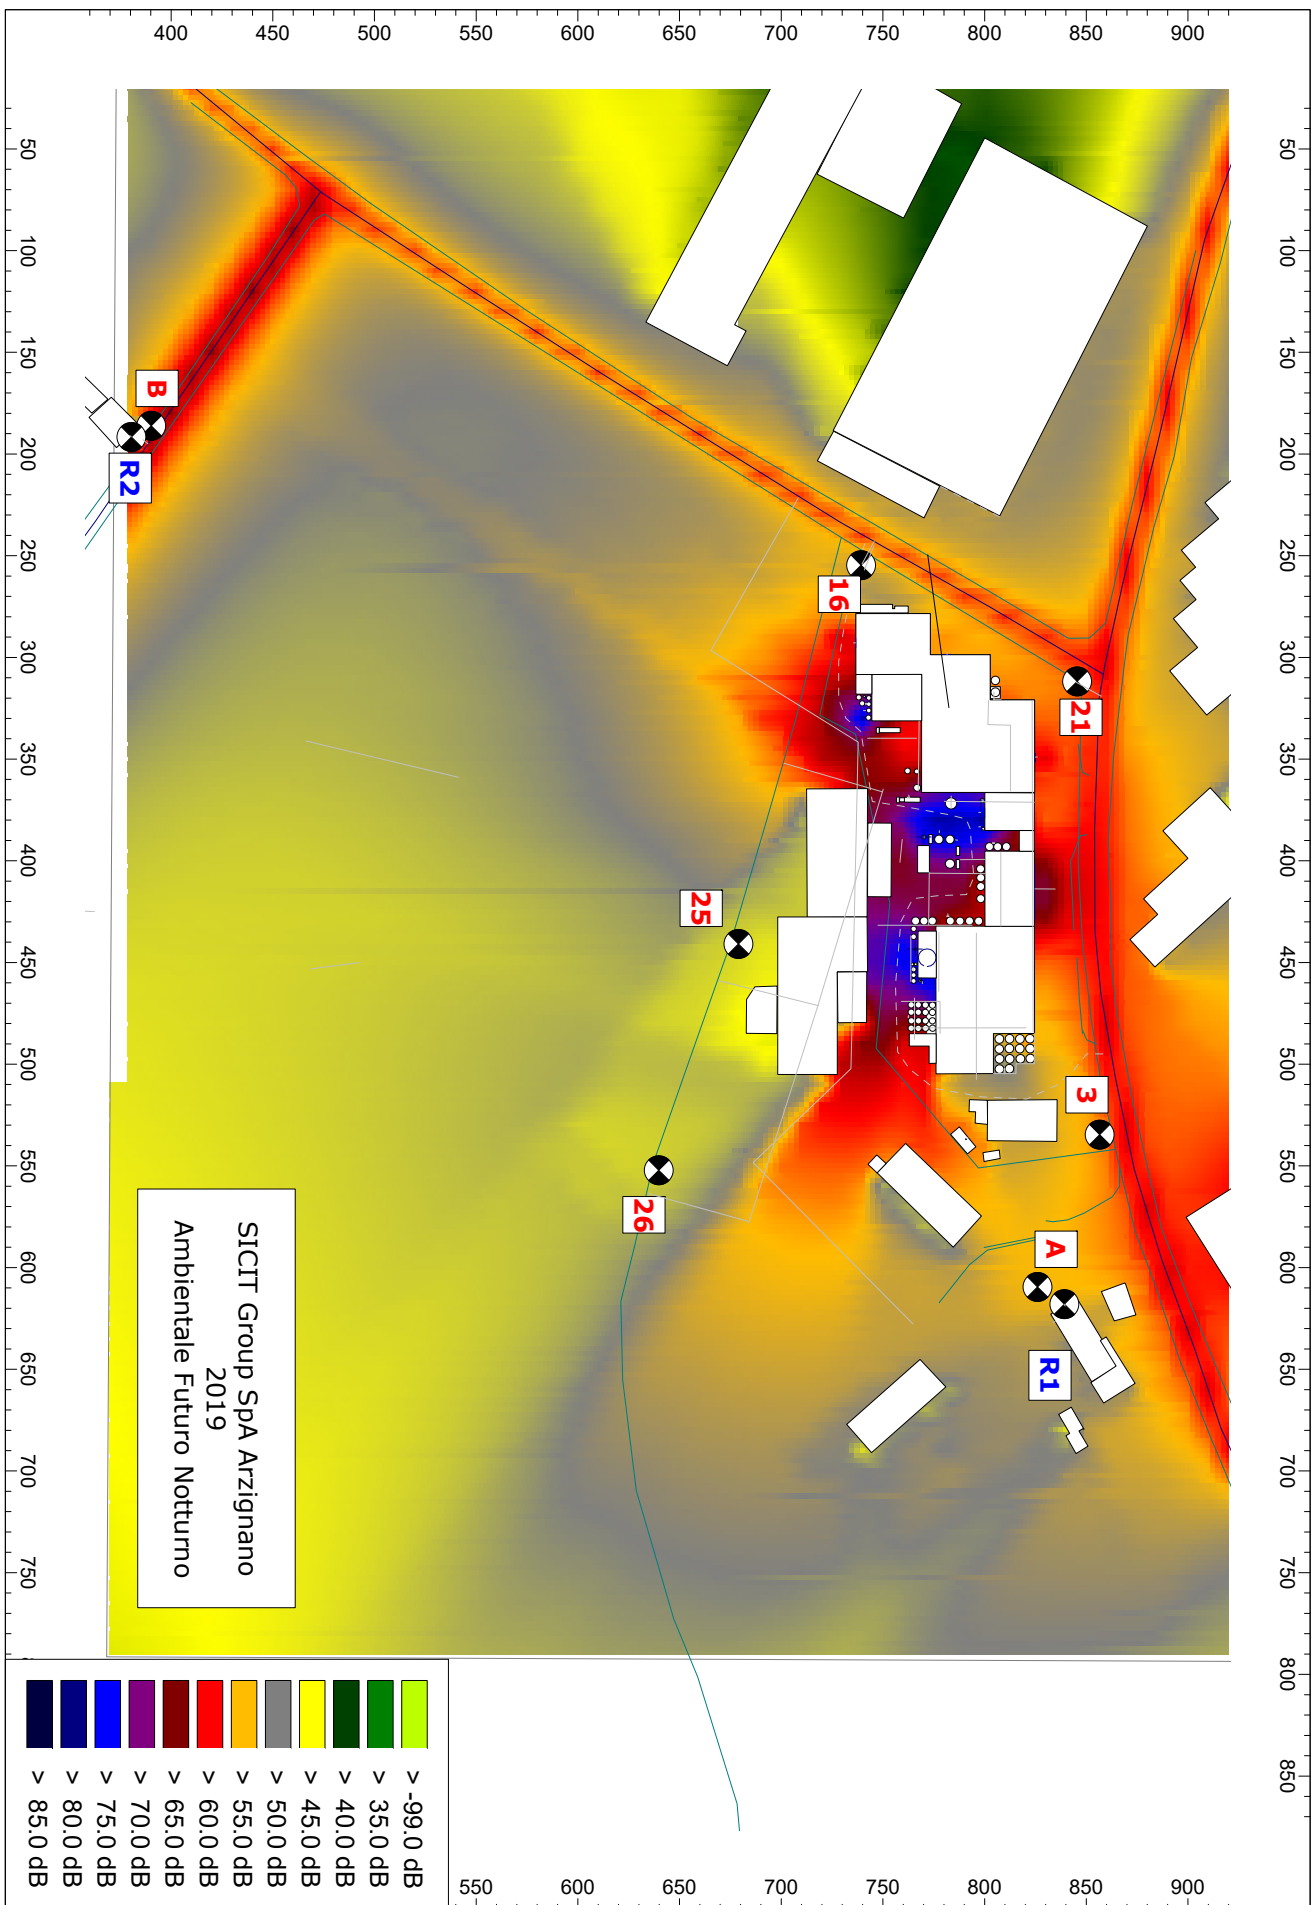 400 450 500 550 600 650 700 750 800 850 900
50 100 150 200 250 300 350 400 450 500 550 600 650 700 750 800 850
50 100 150 200 250 300 350 400 450 500 550 600 650 700 750
B
R2
16
21
25
3
26
A
R1
SICIT Group SpA Arzignano
2019
Ambientale Futuro Notturno
> -99.0 dB
> 35.0 dB
> 40.0 dB
> 45.0 dB
> 50.0 dB
> 55.0 dB
> 60.0 dB
> 65.0 dB
> 70.0 dB
> 75.0 dB
> 80.0 dB
> 85.0 dB
550 600 650 700 750 800 850 900